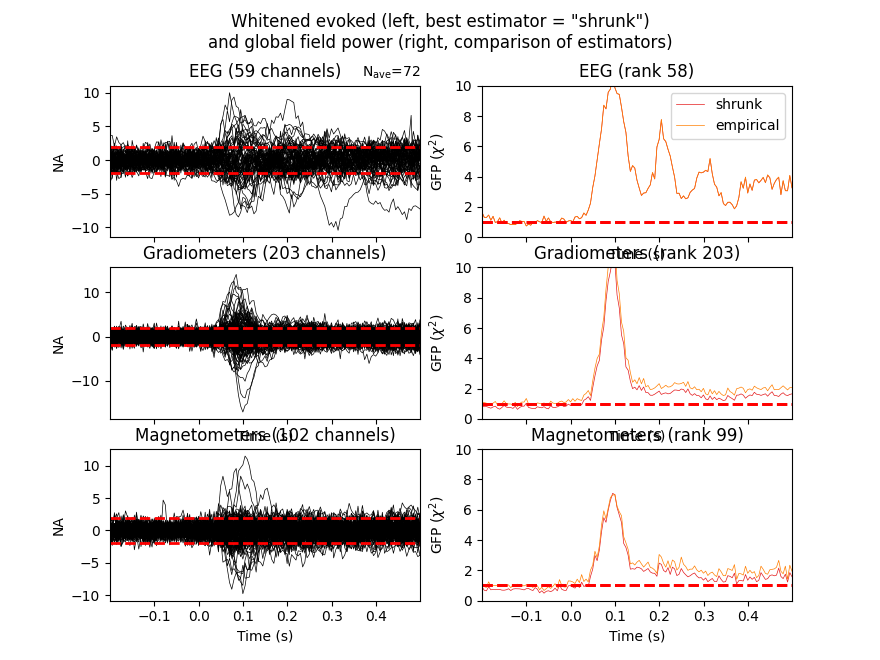 Whitened evoked (left, best estimator = "shrunk")
and global field power (right, comparison of estimators)
EEG (59 channels)
Nave=72
EEG (rank 58)
10
5
0
−5
−10
NA
10
8
6
4
2
0
GFP (χ²)
shrunk
empirical
Time (s)
Gradiometers (203 channels)
Gradiometers (rank 203)
10
0
−10
NA
10
8
6
4
2
0
GFP (χ²)
Time (s)
Time (s)
Magnetometers (102 channels)
Magnetometers (rank 99)
10
5
0
−5
−10
NA
10
8
6
4
2
0
GFP (χ²)
−0.1 0.0 0.1 0.2 0.3 0.4
Time (s)
−0.1 0.0 0.1 0.2 0.3 0.4
Time (s)